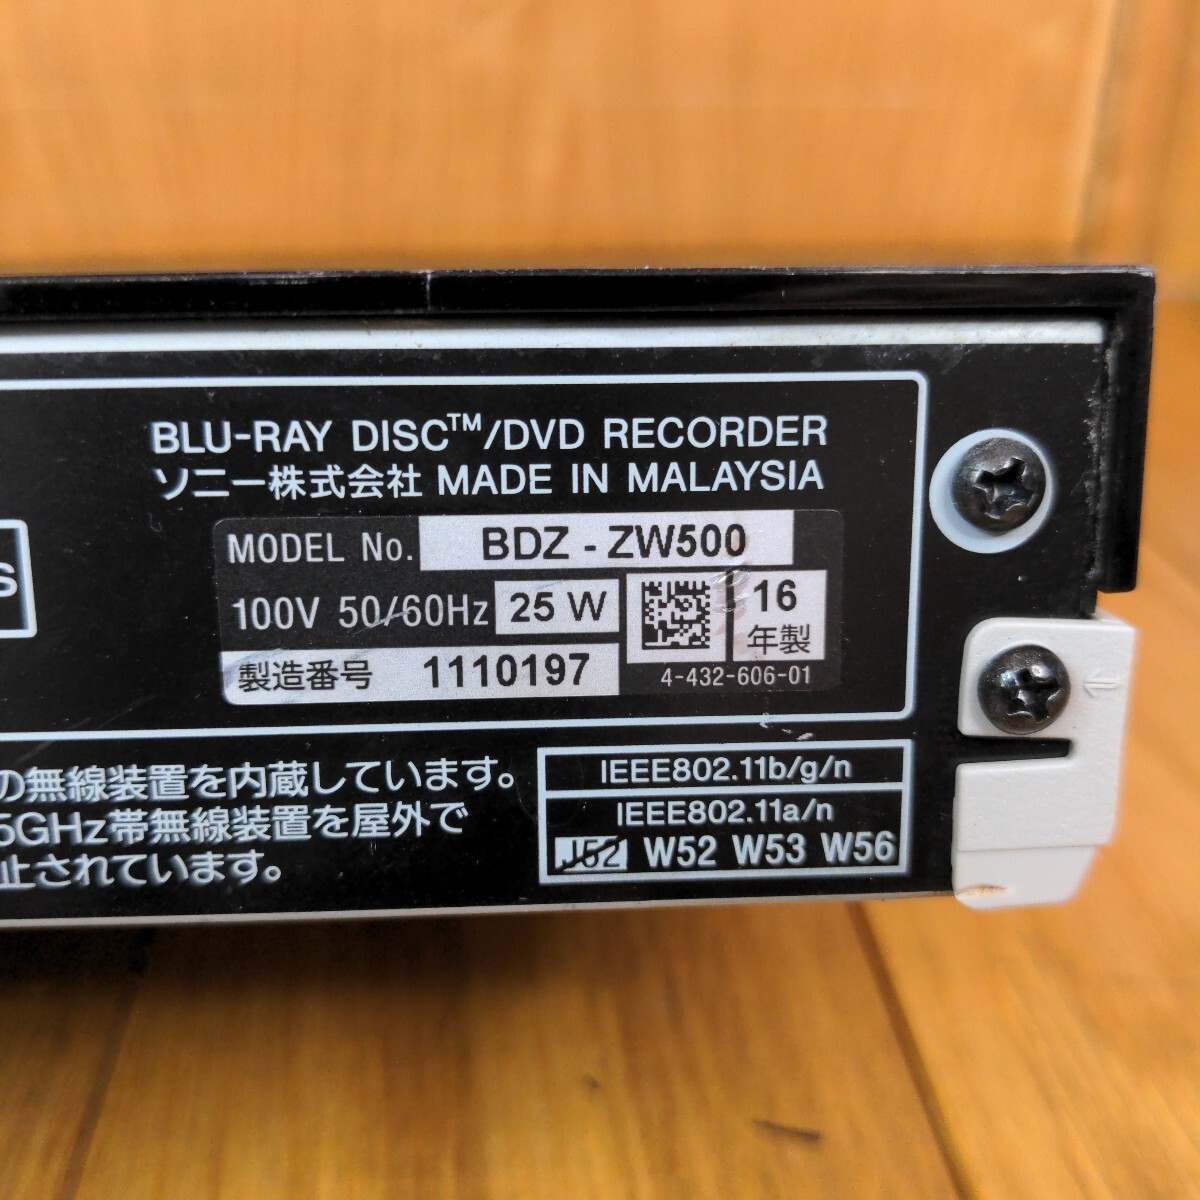 BLU-RAY DISC™/DVD RECORDER
ソニー株式会社 MADE IN MALAYSIA
S
MODEL No. BDZ - ZW500
100V 50/60Hz 25 W
16
年製
製造番号 1110197
4-432-606-01
の無線装置を内蔵しています。
5GHz帯無線装置を屋外で
止されています。
IEEE802.11b/g/n
IEEE802.11a/n
J52 W52 W53 W56